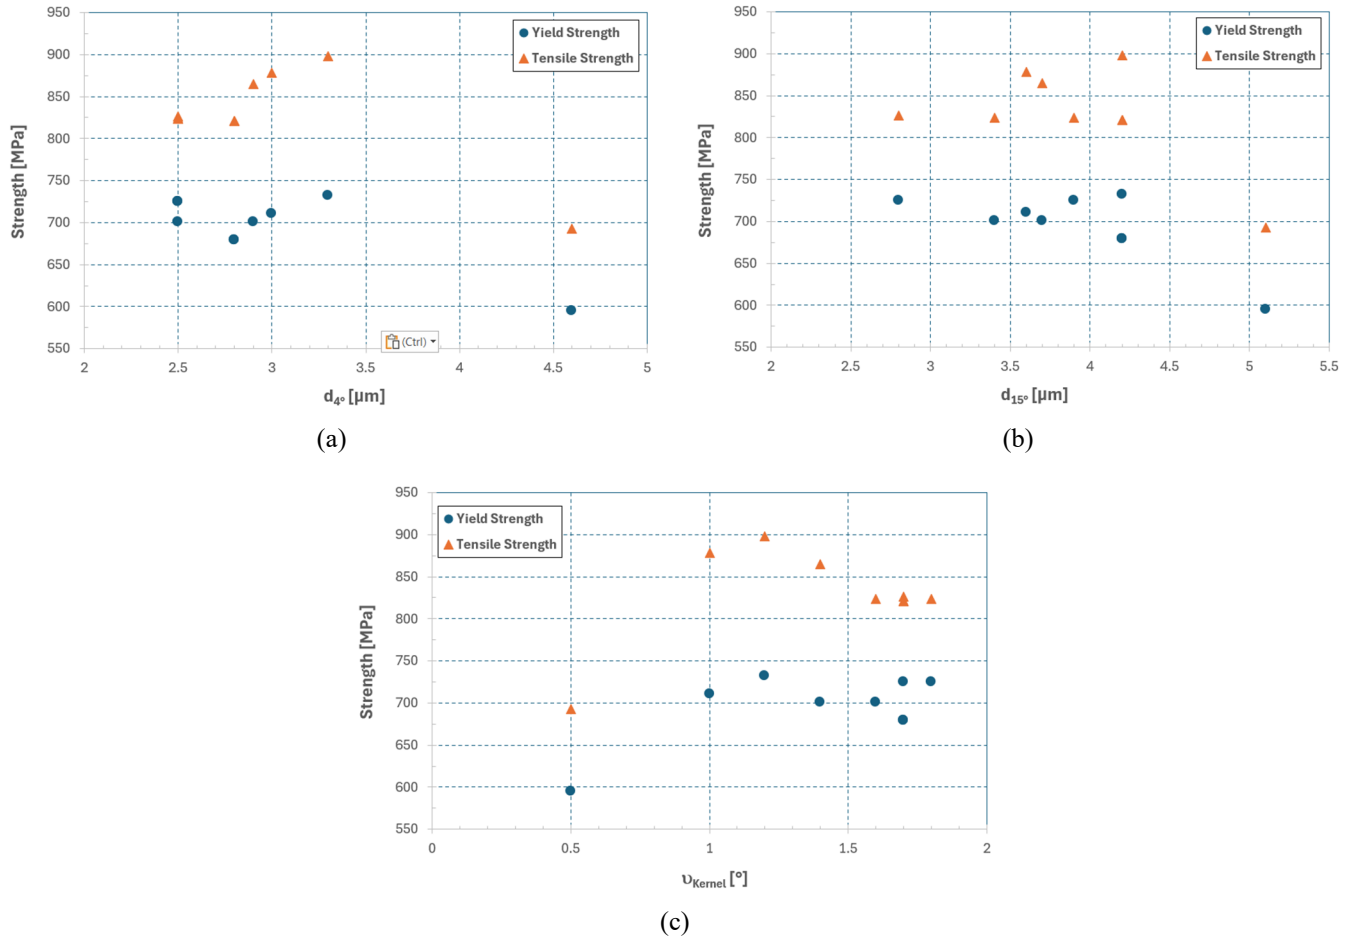 950
900
850
800
750
700
650
600
550
Strength [MPa]
Yield Strength
Tensile Strength
(Ctrl)
2
2.5
3
3.5
4
4.5
5
d4° [µm]
(a)
950
900
850
800
750
700
650
600
550
Strength [MPa]
Yield Strength
Tensile Strength
2
2.5
3
3.5
4
4.5
5
5.5
d15° [µm]
(b)
950
900
850
800
750
700
650
600
550
Strength [MPa]
Yield Strength
Tensile Strength
0
0.5
1
1.5
2
υKernel [°]
(c)